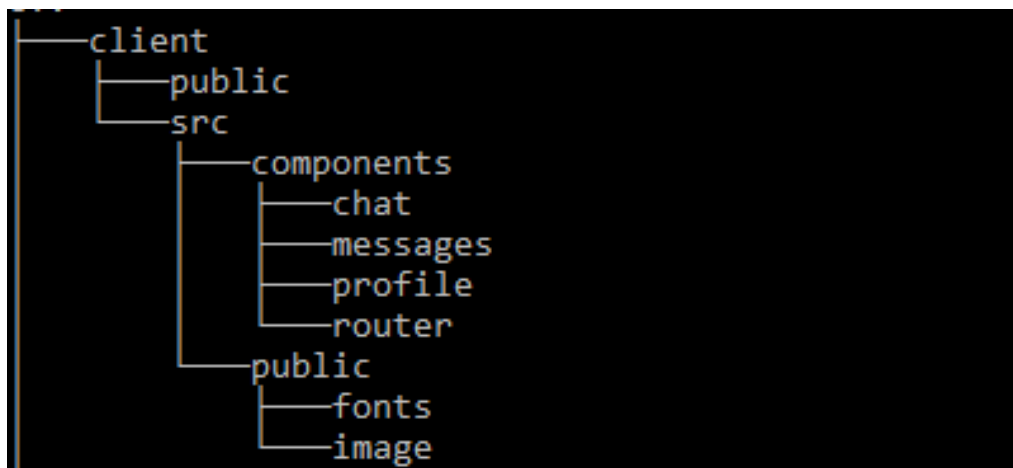 client
public
src
components
chat
messages
profile
router
public
fonts
image